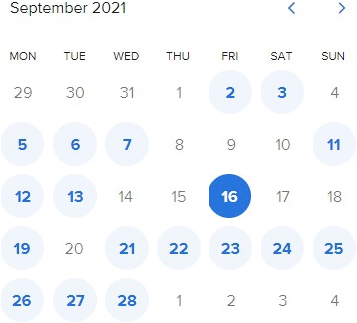 September 2021
MON TUE WED THU FRI SAT SUN
29 30 31 1 2 3 4
5 6 7 8 9 10 11
12 13 14 15 16 17 18
19 20 21 22 23 24 25
26 27 28 1 2 3 4